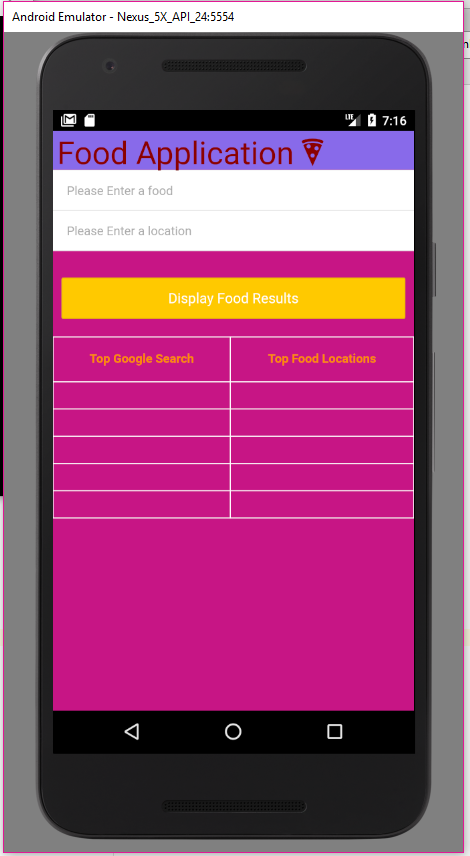 Android Emulator - Nexus_5X_API_24:5554
LTE 7:16
Food Application
Please Enter a food
Please Enter a location
Display Food Results
Top Google Search Top Food Locations